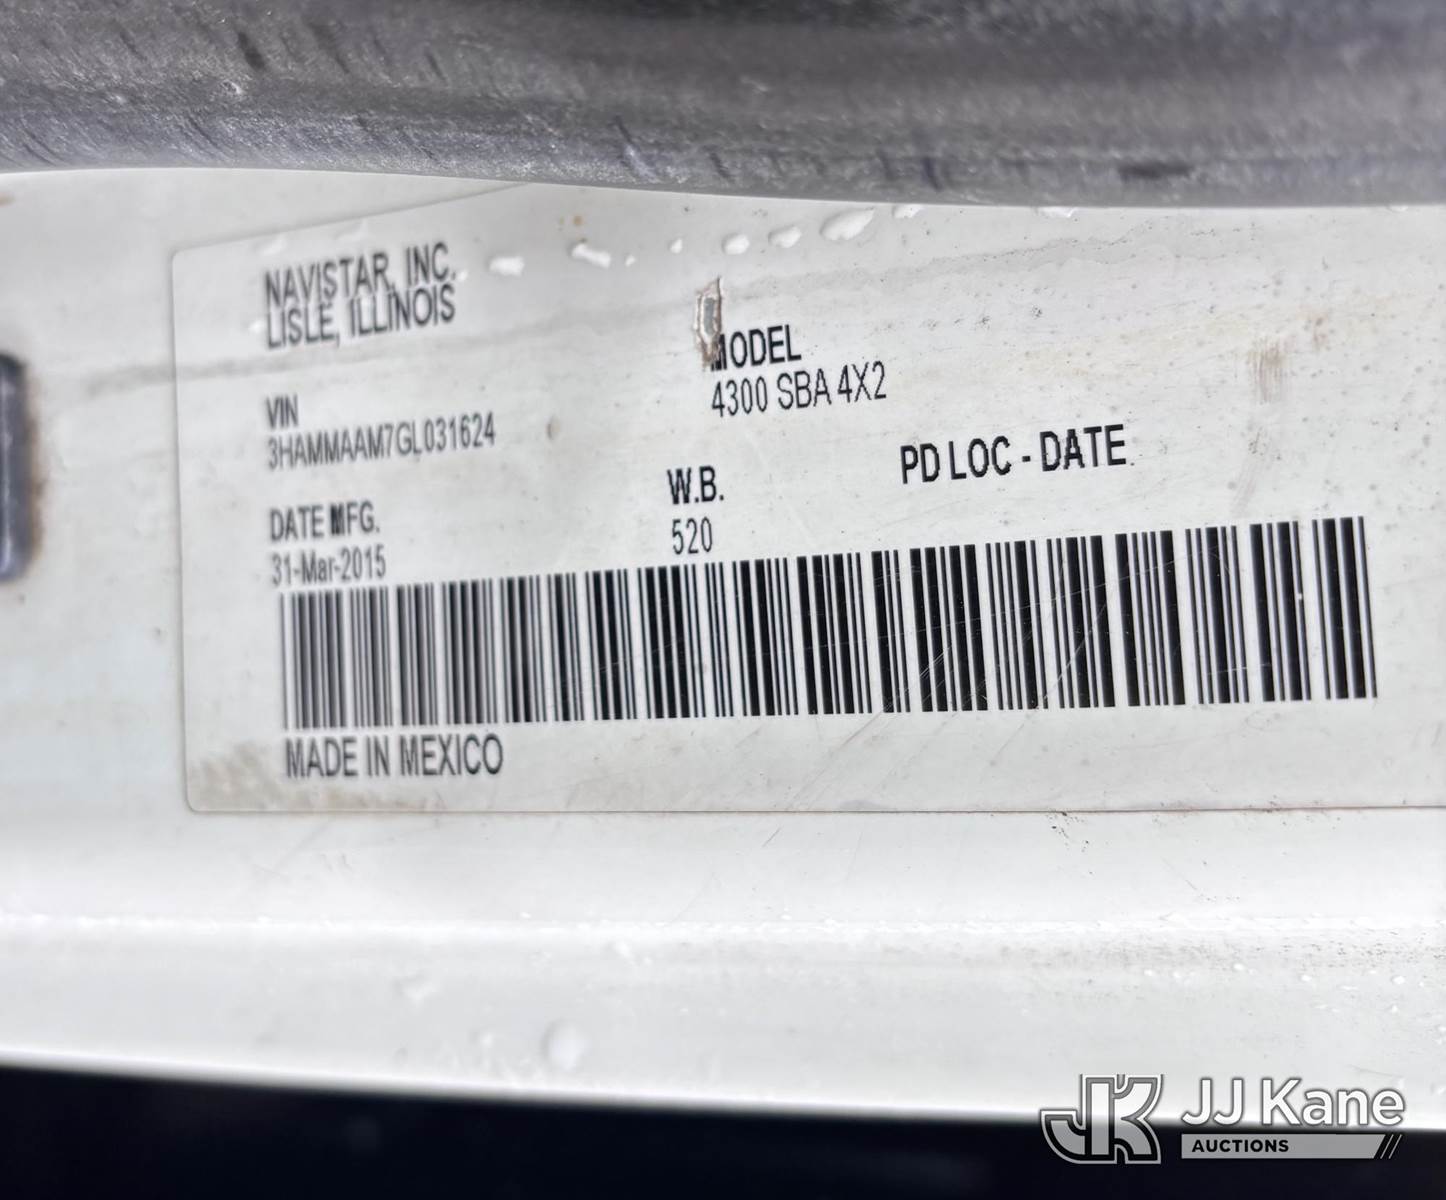 NAVISTAR, INC.
LISLE, ILLINOIS
MODEL
4300 SBA 4X2
VIN
3HAMMAAM7GL031624
PD LOC - DATE
W.B.
520
DATE MFG.
31-Mar-2015
MADE IN MEXICO
JK JJ Kane
AUCTIONS